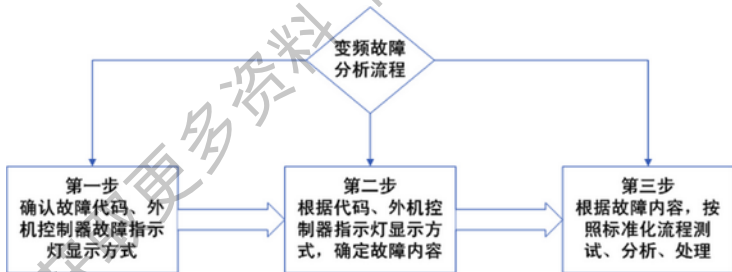 变频故障
分析流程
第一步
确认故障代码、外
机控制器故障指示
灯显示方式
第二步
根据代码、外机控
制器指示灯显示方
式，确定故障内容
第三步
根据故障内容，按
照标准化流程测
试、分析、处理
更多资料